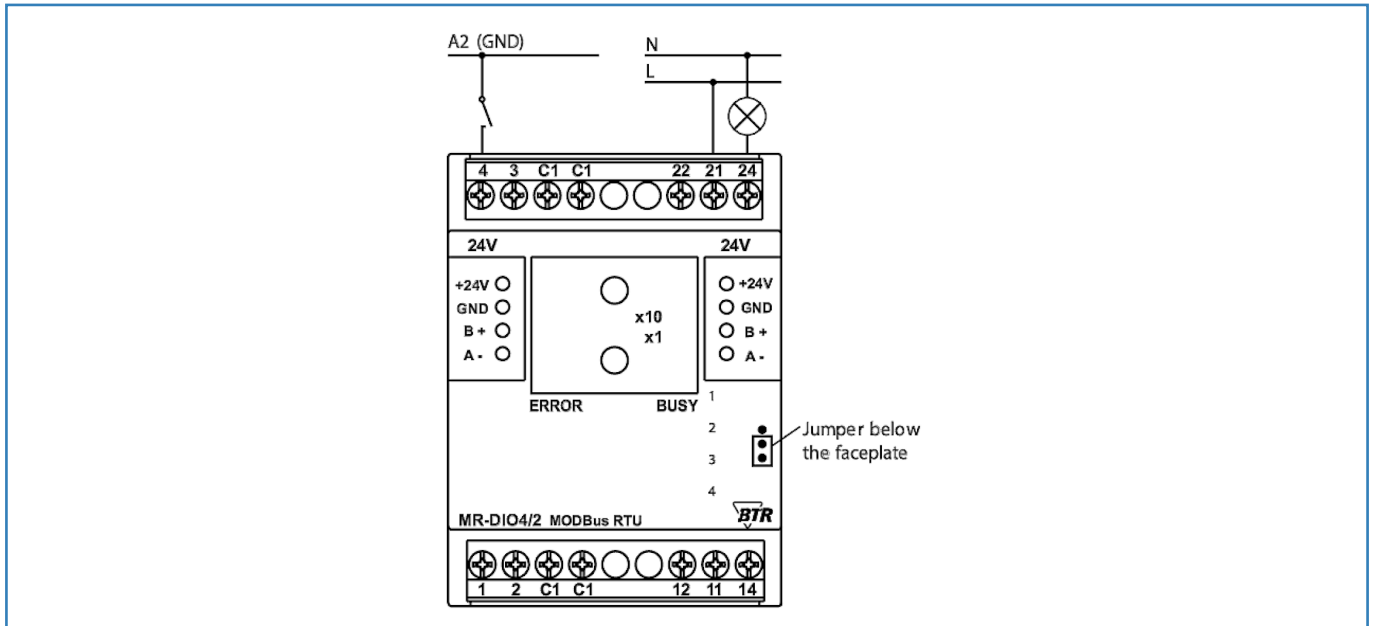 A2 (GND)
N
L
4 3 C1 C1 22 21 24
24V 24V
+24V +24V
GND GND
B + B +
A - A -
x10
x1
ERROR BUSY
1
2
3
4
Jumper below
the faceplate
BTR
MR-DIO4/2 MODBus RTU
1 2 C1 C1 12 11 14